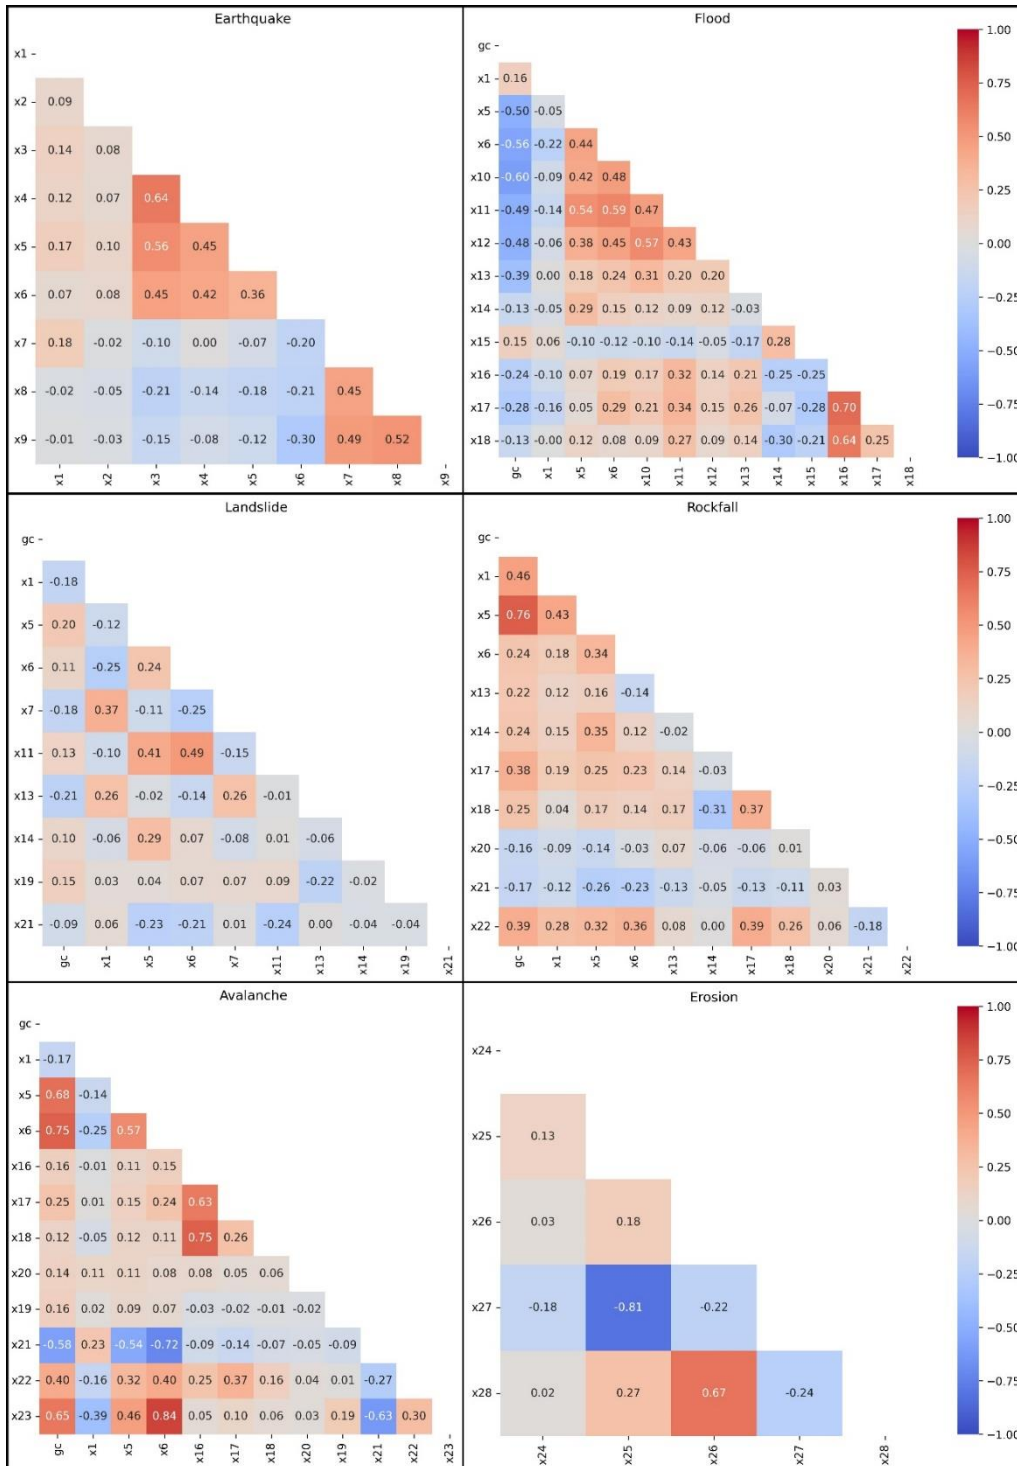 Earthquake
x1
x2 0.09
x3 0.14 0.08
x4 0.12 0.07 0.64
x5 0.17 0.10 0.56 0.45
x6 0.07 0.08 0.45 0.42 0.36
x7 0.18 -0.02 -0.10 0.00 -0.07 -0.20
x8 -0.02 -0.05 -0.21 -0.14 -0.18 -0.21 0.45
x9 -0.01 -0.03 -0.15 -0.08 -0.12 -0.30 0.49 0.52
x1 x2 x3 x4 x5 x6 x7 x8 x9
Flood
gc
x1 0.16
x5 -0.50 -0.05
x6 -0.56 -0.22 0.44
x10 -0.60 -0.09 0.42 0.48
x11 -0.49 -0.14 0.54 0.59 0.47
x12 -0.48 -0.06 0.38 0.45 0.57 0.43
x13 -0.39 0.00 0.18 0.24 0.31 0.20 0.20
x14 -0.13 -0.05 0.29 0.15 0.12 0.09 0.12 -0.03
x15 0.15 0.06 -0.10 -0.12 -0.10 -0.14 -0.05 -0.17 0.28
x16 -0.24 -0.10 0.07 0.19 0.17 0.32 0.14 0.21 -0.25 -0.25
x17 -0.28 -0.16 0.05 0.29 0.21 0.34 0.15 0.26 -0.07 -0.28 0.70
x18 -0.13 -0.00 0.12 0.08 0.09 0.27 0.09 0.14 -0.30 -0.21 0.64 0.25
gc x1 x5 x6 x10 x11 x12 x13 x14 x15 x16 x17 x18
1.00
0.75
0.50
0.25
0.00
-0.25
-0.50
-0.75
-1.00
Landslide
gc
x1 -0.18
x5 0.20 -0.12
x6 0.11 -0.25 0.24
x7 -0.18 0.37 -0.11 -0.25
x11 0.13 -0.10 0.41 0.49 -0.15
x13 -0.21 0.26 -0.02 -0.14 0.26 -0.01
x14 0.10 -0.06 0.29 0.07 -0.08 0.01 -0.06
x19 0.15 0.03 0.04 0.07 0.07 0.09 -0.22 -0.02
x21 -0.09 0.06 -0.23 -0.21 0.01 -0.24 0.00 -0.04 -0.04
gc x1 x5 x6 x7 x11 x13 x14 x19 x21
Rockfall
gc
x1 0.46
x5 0.76 0.43
x6 0.24 0.18 0.34
x13 0.22 0.12 0.16 -0.14
x14 0.24 0.15 0.35 0.12 -0.02
x17 0.38 0.19 0.25 0.23 0.14 -0.03
x18 0.25 0.04 0.17 0.14 0.17 -0.31 0.37
x20 -0.16 -0.09 -0.14 -0.03 0.07 -0.06 -0.06 0.01
x21 -0.17 -0.12 -0.26 -0.23 -0.13 -0.05 -0.13 -0.11 0.03
x22 0.39 0.28 0.32 0.36 0.08 0.00 0.39 0.26 0.06 -0.18
gc x1 x5 x6 x13 x14 x17 x18 x20 x21 x22
1.00
0.75
0.50
0.25
0.00
-0.25
-0.50
-0.75
-1.00
Avalanche
gc
x1 -0.17
x5 0.68 -0.14
x6 0.75 -0.25 0.57
x16 0.16 -0.01 0.11 0.15
x17 0.25 0.01 0.15 0.24 0.63
x18 0.12 -0.05 0.12 0.11 0.75 0.26
x20 0.14 0.11 0.11 0.08 0.08 0.05 0.06
x19 0.16 0.02 0.09 0.07 -0.03 -0.02 -0.01 -0.02
x21 -0.58 0.23 -0.54 -0.72 -0.09 -0.14 -0.07 -0.05 -0.09
x22 0.40 -0.16 0.32 0.40 0.25 0.37 0.16 0.04 0.01 -0.27
x23 0.65 -0.39 0.46 0.84 0.05 0.10 0.06 0.03 0.19 -0.63 0.30
gc x1 x5 x6 x16 x17 x18 x20 x19 x21 x22 x23
Erosion
x24
x25 0.13
x26 0.03 0.18
x27 -0.18 -0.81 -0.22
x28 0.02 0.27 0.67 -0.24
x24 x25 x26 x27 x28
1.00
0.75
0.50
0.25
0.00
-0.25
-0.50
-0.75
-1.00